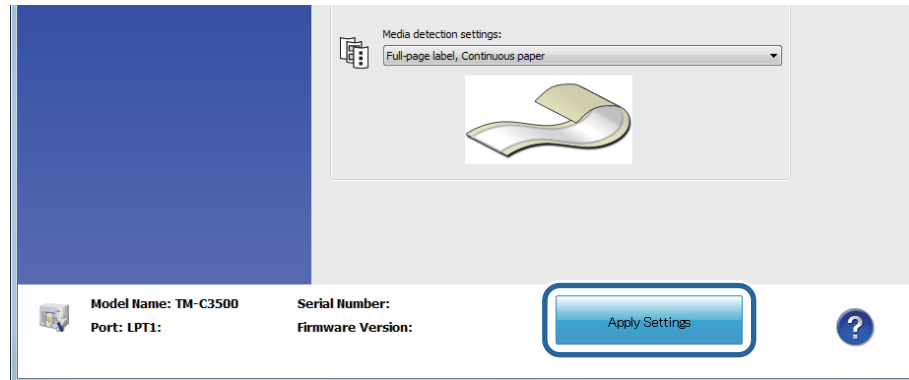 Media detection settings:
Full-page label, Continuous paper
Model Name: TM-C3500
Serial Number:
Port: LPT1:
Firmware Version:
Apply Settings
?